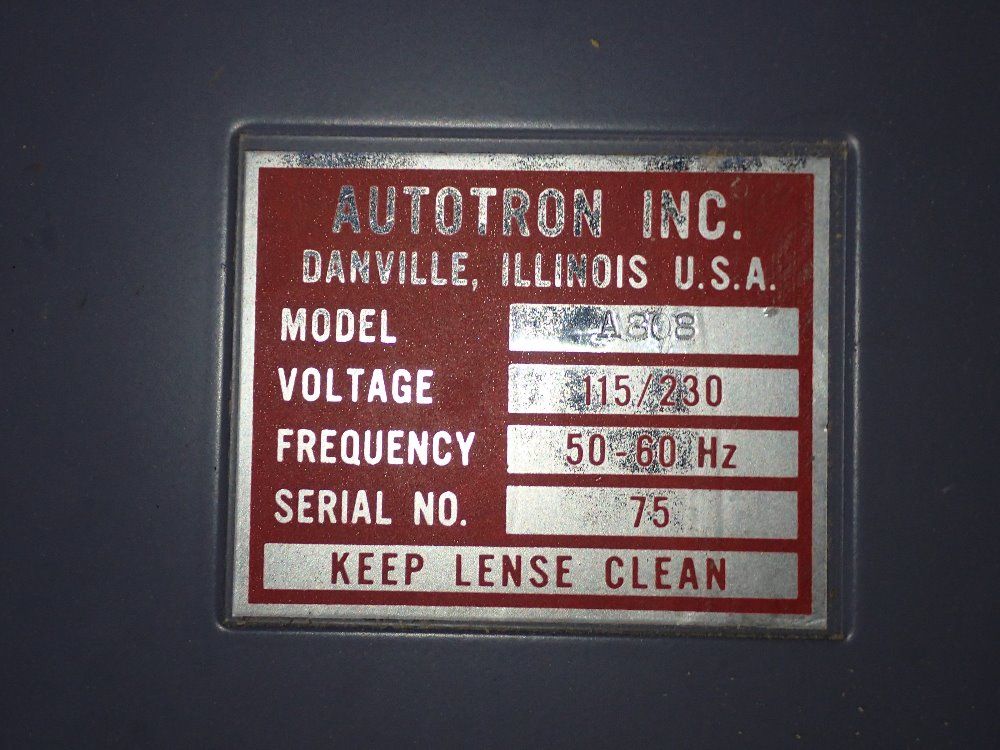 AUTOTRON INC.
DANVILLE, ILLINOIS U.S.A.
MODEL A308
VOLTAGE 115/230
FREQUENCY 50-60 Hz
SERIAL NO. 75
KEEP LENSE CLEAN